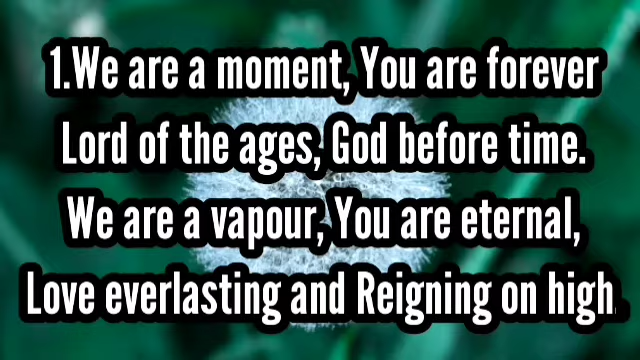 1.We are a moment, You are forever
Lord of the ages, God before time.
We are a vapour, You are eternal,
Love everlasting and Reigning on high.